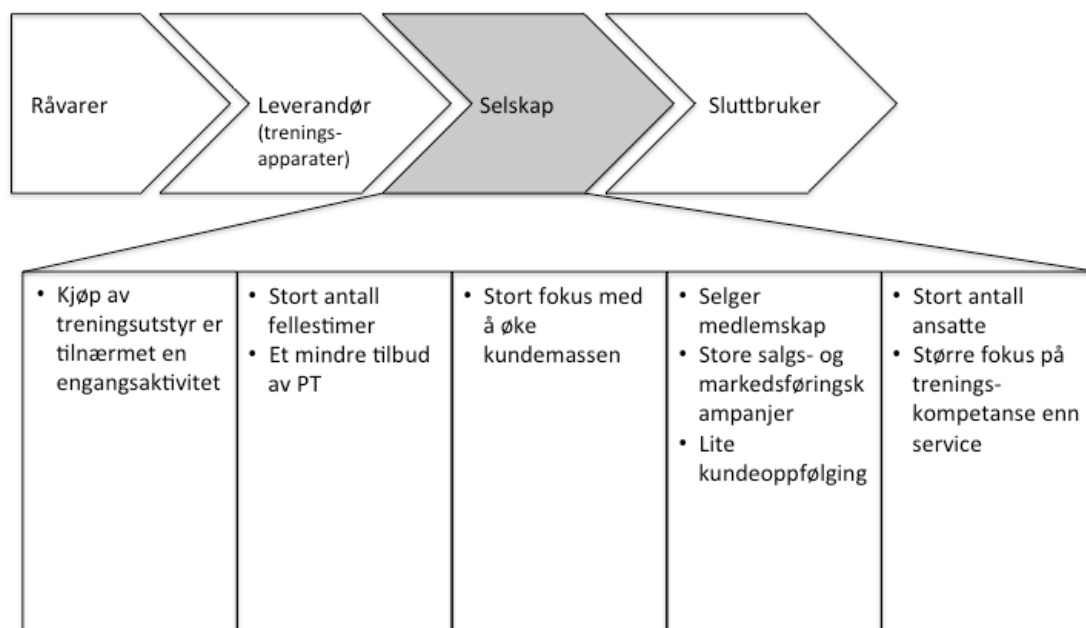 Råvarer
Leverandør
(trenings-
apparater)
Selskap
Sluttbruker
• Kjøp av
treningsutstyr er
tilnærmet en
engangsaktivitet
• Stort antall
fellestimer
• Et mindre tilbud
av PT
• Stort fokus med
å øke
kundemassen
• Selger
medlemskap
• Store salgs- og
markedsføringsk
ampanjer
• Lite
kundeoppfølging
• Stort antall
ansatte
• Større fokus på
trenings-
kompetanse enn
service